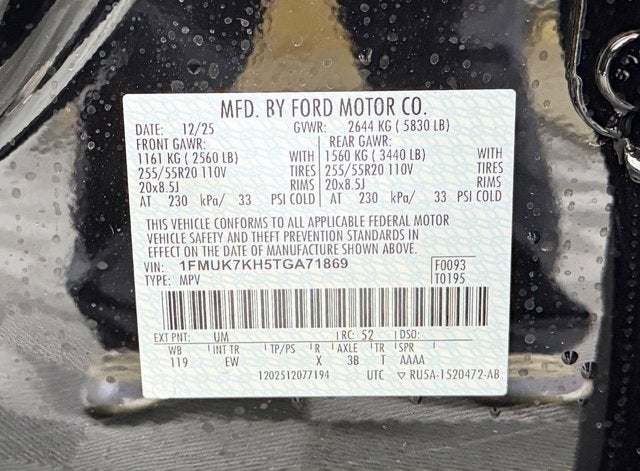 MFD. BY FORD MOTOR CO.
DATE: 12/25 GVWR: 2644 KG ( 5830 LB)
FRONT GAWR: REAR GAWR:
1161 KG ( 2560 LB) WITH 1560 KG ( 3440 LB) WITH
255/55R20 110V TIRES 255/55R20 110V TIRES
20x8.5J RIMS 20x8.5J RIMS
AT 230 kPa/ 33 PSI COLD AT 230 kPa/ 33 PSI COLD
THIS VEHICLE CONFORMS TO ALL APPLICABLE FEDERAL MOTOR
VEHICLE SAFETY AND THEFT PREVENTION STANDARDS IN
EFFECT ON THE DATE OF MANUFACTURE SHOWN ABOVE.
VIN: 1FMUK7KH5TGA71869 F0093
TYPE: MPV T0195
EXT PNT: UM RC: 52 DSO:
WB INT TR TP/PS R AXLE TR SPR
119 EW X 3B T AAAA
1202512077194 UTC ▽ RU5A-1520472-AB